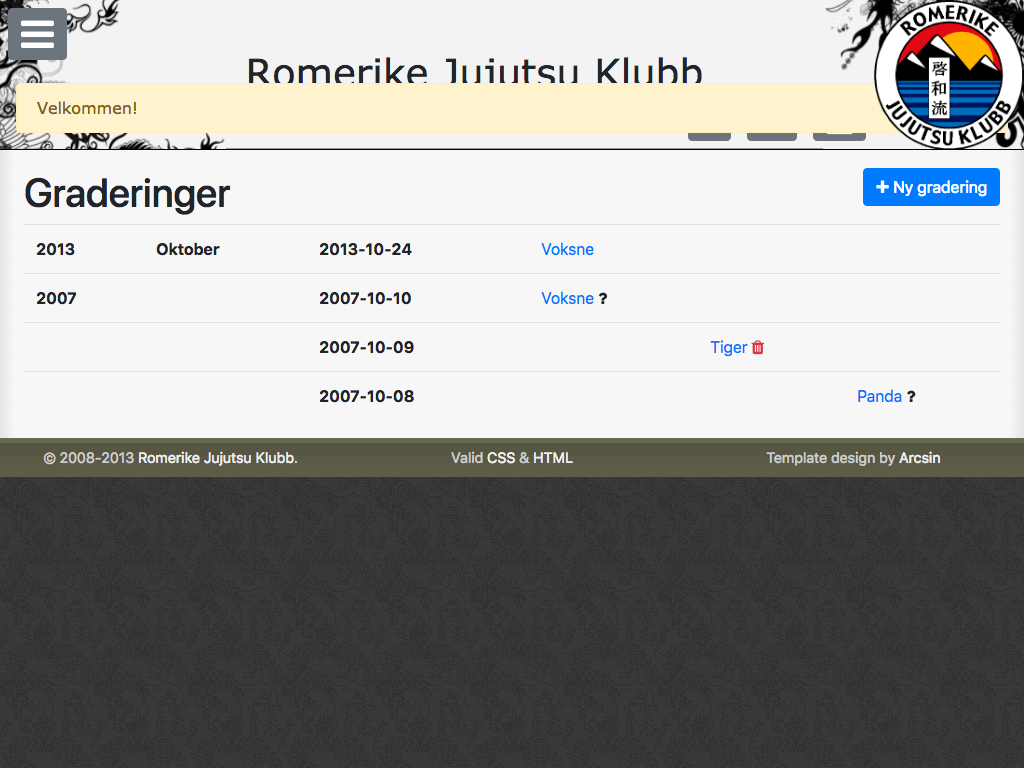 Romerike Jujutsu Klubb
Velkommen!
ROMERIKE
啓和流
JUJUTSU KLUBB
Graderinger
Ny gradering
2013 Oktober 2013-10-24 Voksne
2007 2007-10-10 Voksne ?
2007-10-09 Tiger
2007-10-08 Panda ?
© 2008-2013 Romerike Jujutsu Klubb. Valid CSS & HTML Template design by Arcsin